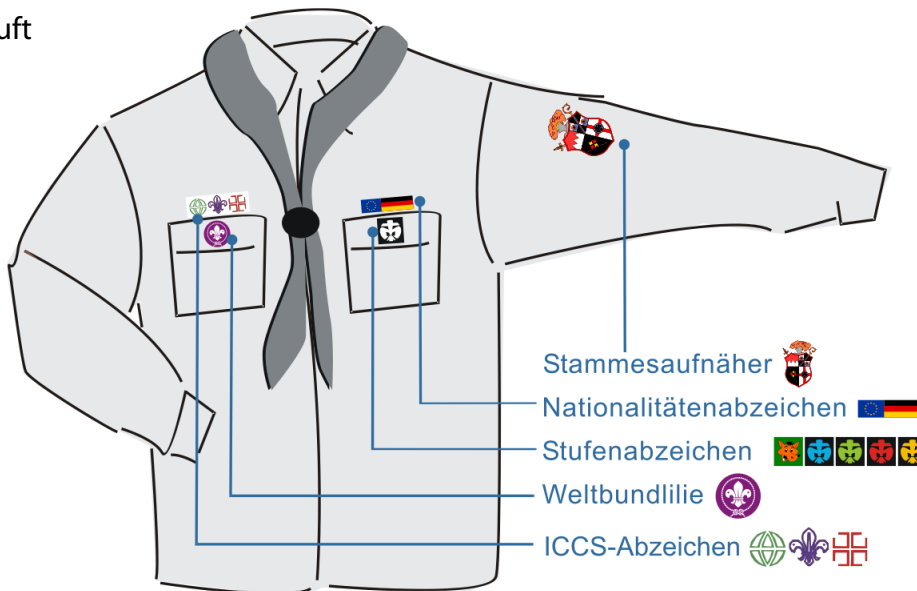 uft
Stammesaufnäher
Nationalitätenabzeichen
Stufenabzeichen
Weltbundlilie
ICCS-Abzeichen